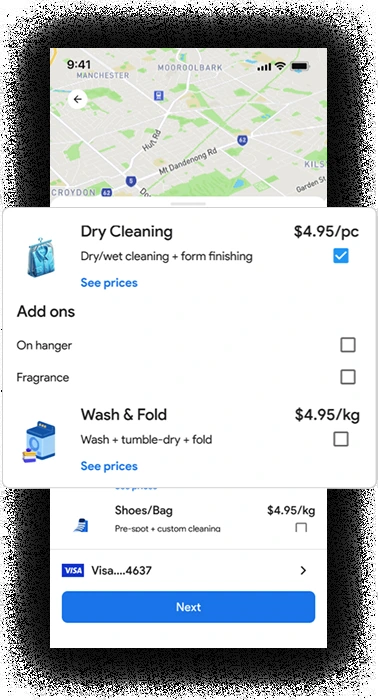 9:41
MOOROOLBARK
MANCHESTER
Hull Rd
62
Mt Dandenong Rd
KILS
CROYDON
62
Garden St
Dry Cleaning $4.95/pc
Dry/wet cleaning + form finishing
See prices
Add ons
On hanger
Fragrance
Wash & Fold $4.95/kg
Wash + tumble-dry + fold
See prices
See prices
Shoes/Bag $4.95/kg
Pre-spot + custom cleaning
VISA Visa....4637
Next